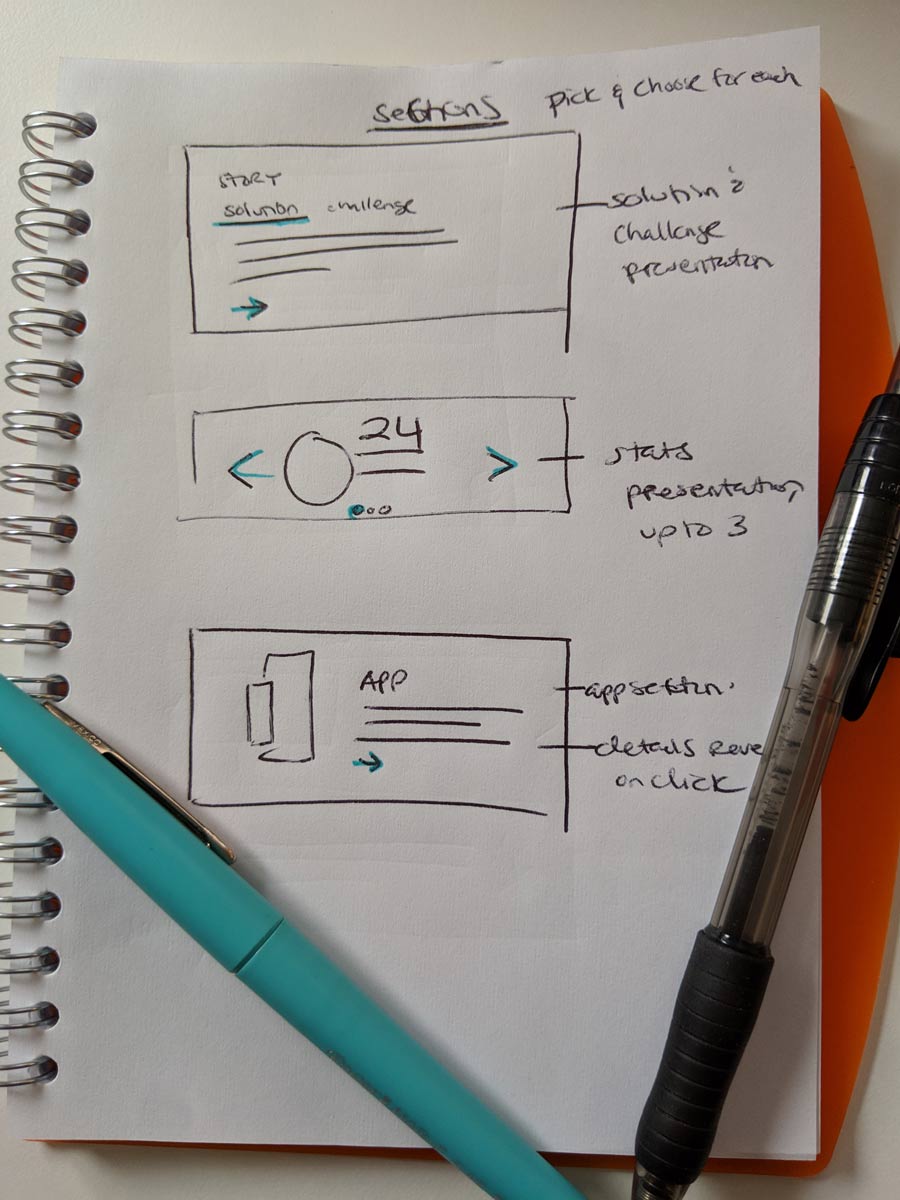 sections
pick & choose for each
STORY
solution challenge
solution &
challenge
presentation
24
stats
presentation,
up to 3
APP
app section.
details reve
on click